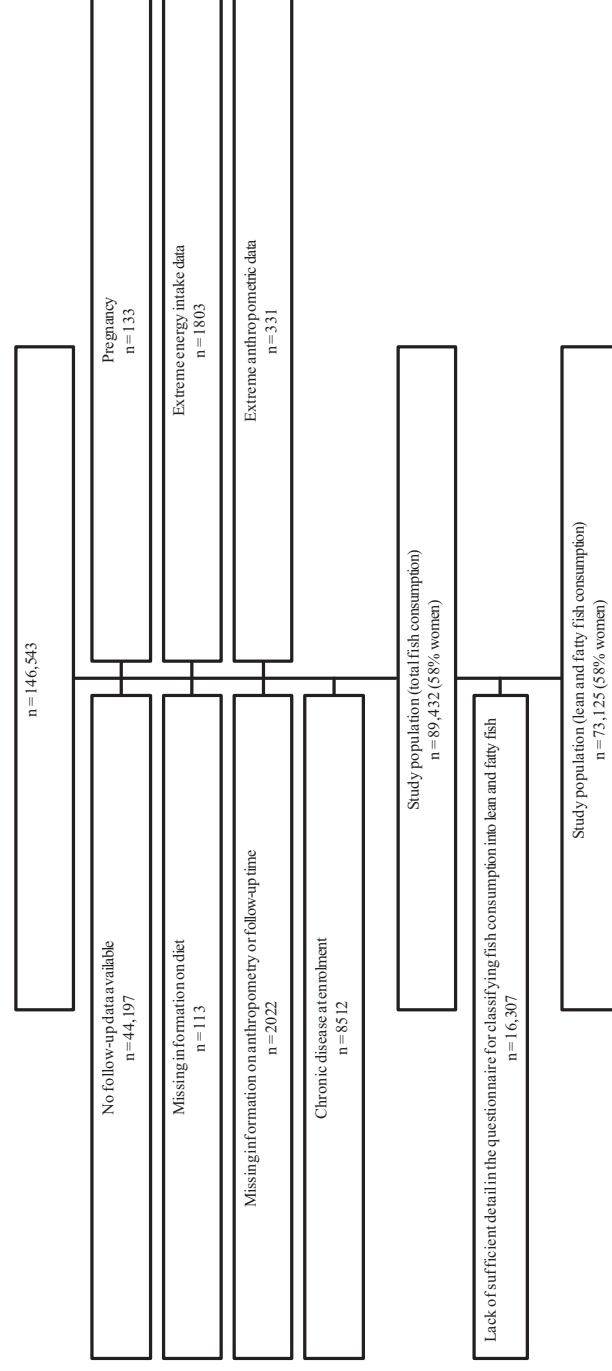 n=146,543
No follow-up data available
n=44,197
Pregnancy
n=133
Missing information on diet
n=113
Extreme energy intake data
n=1803
Missing information on anthropometry or follow-up time
n=2022
Extreme anthropometric data
n=331
Chronic disease at enrolment
n=8512
Study population (total fish consumption)
n=89,432 (58% women)
Lack of sufficient detail in the questionnaire for classifying fish consumption into lean and fatty fish
n=16,307
Study population (lean and fatty fish consumption)
n=73,125 (58% women)